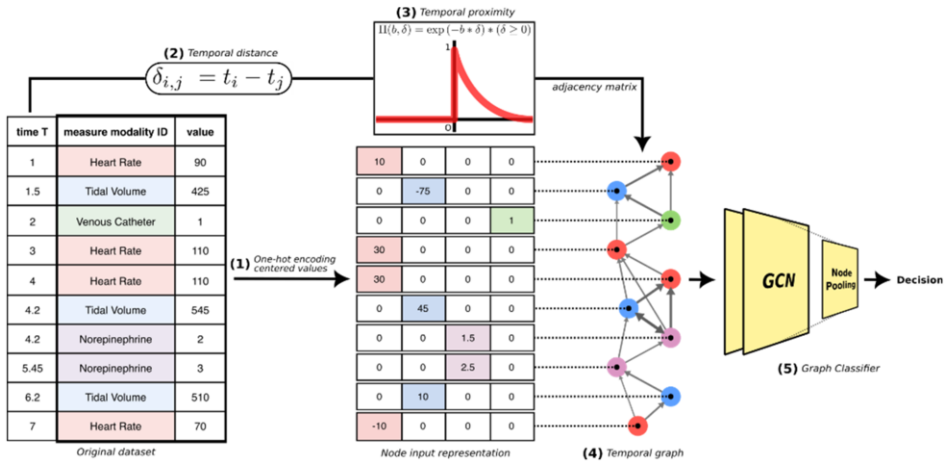 (3) Temporal proximity
Π(b, δ) = exp (−b * δ) * (δ ≥ 0)
1
0
(2) Temporal distance
δi,j = ti − tj
adjacency matrix
time T measure modality ID value
1 Heart Rate 90
1.5 Tidal Volume 425
2 Venous Catheter 1
3 Heart Rate 110
4 Heart Rate 110
4.2 Tidal Volume 545
4.2 Norepinephrine 2
5.45 Norepinephrine 3
6.2 Tidal Volume 510
7 Heart Rate 70
Original dataset
(1) One-hot encoding
centered values
10 0 0 0
0 -75 0 0
0 0 0 1
30 0 0 0
30 0 0 0
0 45 0 0
0 0 1.5 0
0 0 2.5 0
0 10 0 0
-10 0 0 0
Node input representation
(4) Temporal graph
GCN
Node
Pooling
Decision
(5) Graph Classifier